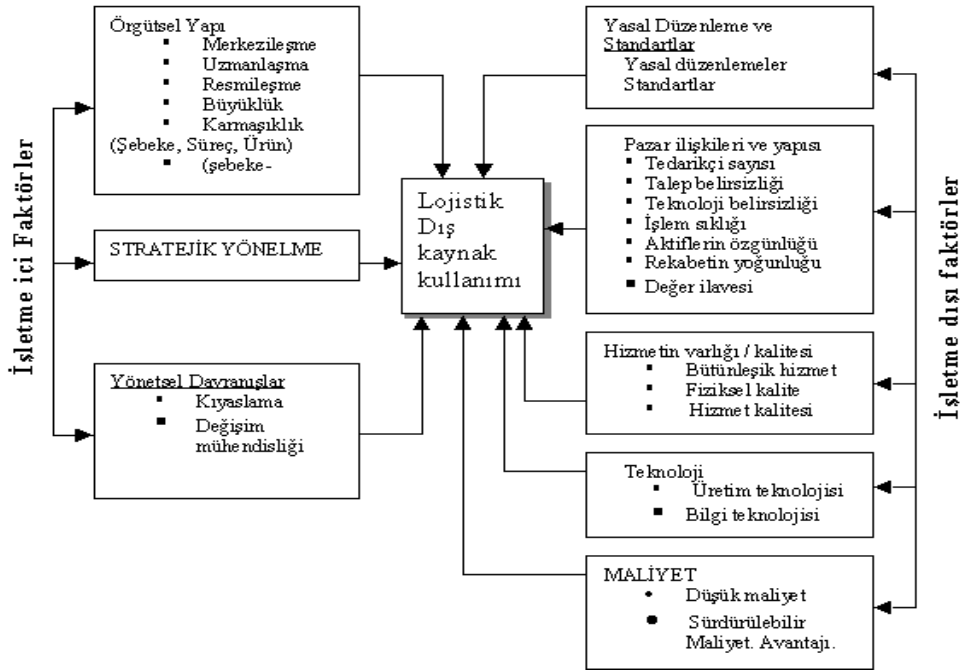 İşletme ici Faktörler
Örgütsel Yapı
▪ Merkezileşme
▪ Uzmanlaşma
▪ Resmileşme
▪ Büyüklük
▪ Karmaşıklık
(Şebeke, Süreç, Ürün)
▪ (şebeke-
STRATEJİK YÖNELME
Yönetsel Davranışlar
▪ Kıyaslama
▪ Değişim
mühendisliği
Lojistik
Dış
kaynak
kullanımı
Yasal Düzenleme ve
Standartlar
Yasal düzenlemeler
Standartlar
Pazar ilişkileri ve yapısı
▪ Tedarikçi sayısı
▪ Talep belirsizliği
▪ Teknoloji belirsizliği
▪ İşlem sıklığı
▪ Aktiflerin özgünlüğü
▪ Rekabetin yoğunluğu
▪ Değer ilavesi
Hizmetin varlığı / kalitesi
▪ Bütünleşik hizmet
▪ Fiziksel kalite
▪ Hizmet kalitesi
Teknoloji
▪ Üretim teknolojisi
▪ Bilgi teknolojisi
MALİYET
• Düşük maliyet
● Sürdürülebilir
Maliyet. Avantajı.
İşletme dışı faktörler